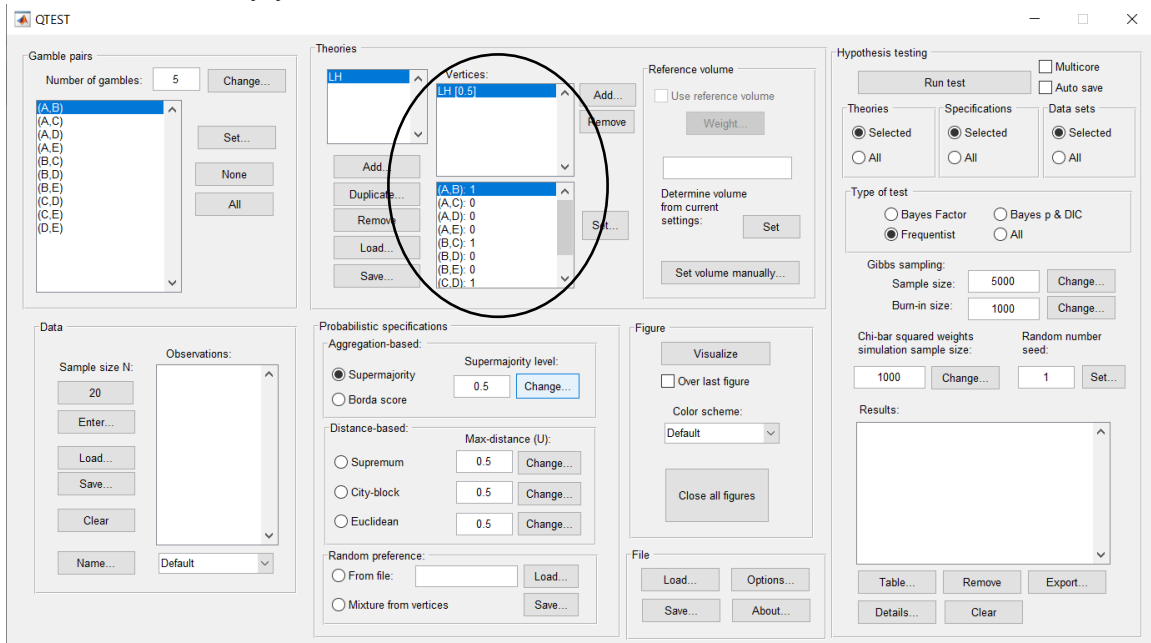 QTEST
Gamble pairs
Number of gambles:
5
Change...
(A,B)
(A,C)
(A,D)
(A,E)
(B,C)
(B,D)
(B,E)
(C,D)
(C,E)
(D,E)
Set...
None
All
Theories
LH
Add...
Duplicate...
Remove
Load...
Save...
Vertices:
LH [0.5]
Add...
Remove
(A,B): 1
(A,C): 0
(A,D): 0
(A,E): 0
(B,C): 1
(B,D): 0
(B,E): 0
(C,D): 1
Set...
Reference volume
Use reference volume
Weight...
Determine volume
from current
settings:
Set
Set volume manually...
Hypothesis testing
Run test
Multicore
Auto save
Theories
Selected
All
Specifications
Selected
All
Data sets
Selected
All
Type of test
Bayes Factor
Bayes p & DIC
Frequentist
All
Gibbs sampling:
Sample size:
5000
Change...
Burn-in size:
1000
Change...
Chi-bar squared weights
simulation sample size:
1000
Change...
Random number
seed:
1
Set...
Results:
Table...
Remove
Export...
Details...
Clear
Data
Sample size N:
20
Enter...
Load...
Save...
Clear
Name...
Observations:
Default
Probabilistic specifications
Aggregation-based:
Supermajority
Borda score
Supermajority level:
0.5
Change...
Distance-based:
Max-distance (U):
Supremum
0.5
Change...
City-block
0.5
Change...
Euclidean
0.5
Change...
Random preference:
From file:
Load...
Mixture from vertices
Save...
Figure
Visualize
Over last figure
Color scheme:
Default
Close all figures
File
Load...
Options...
Save...
About...